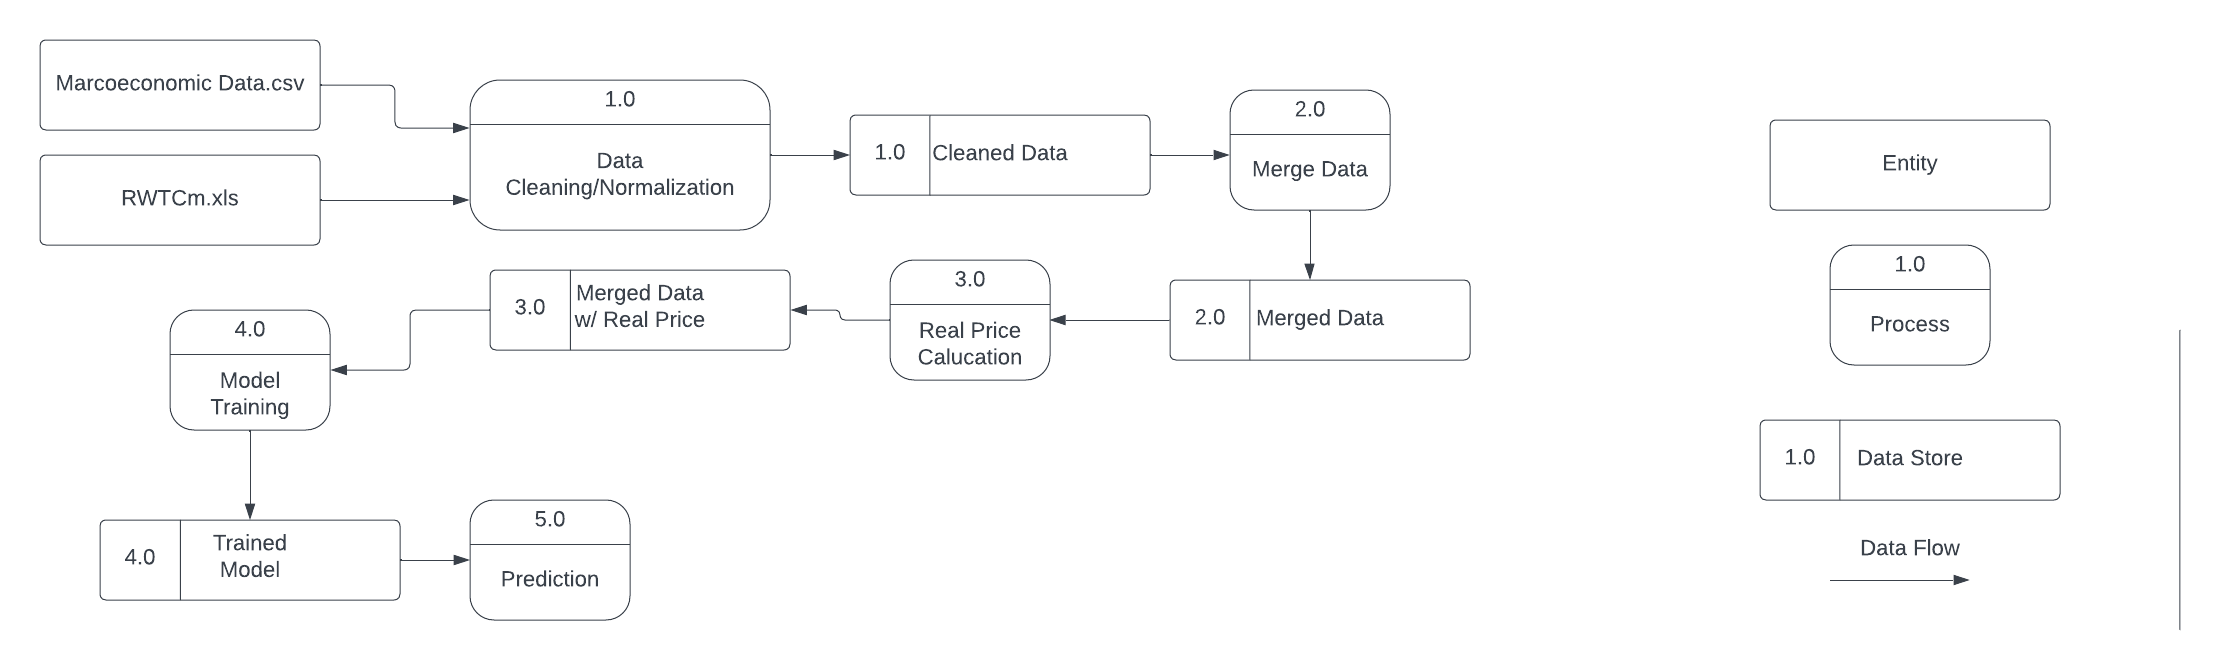 Marcoeconomic Data.csv
RWTCm.xls
1.0
Data
Cleaning/Normalization
1.0
Cleaned Data
2.0
Merge Data
2.0
Merged Data
3.0
Real Price
Calucation
3.0
Merged Data
w/ Real Price
4.0
Model
Training
4.0
Trained
Model
5.0
Prediction
Entity
1.0
Process
1.0
Data Store
Data Flow